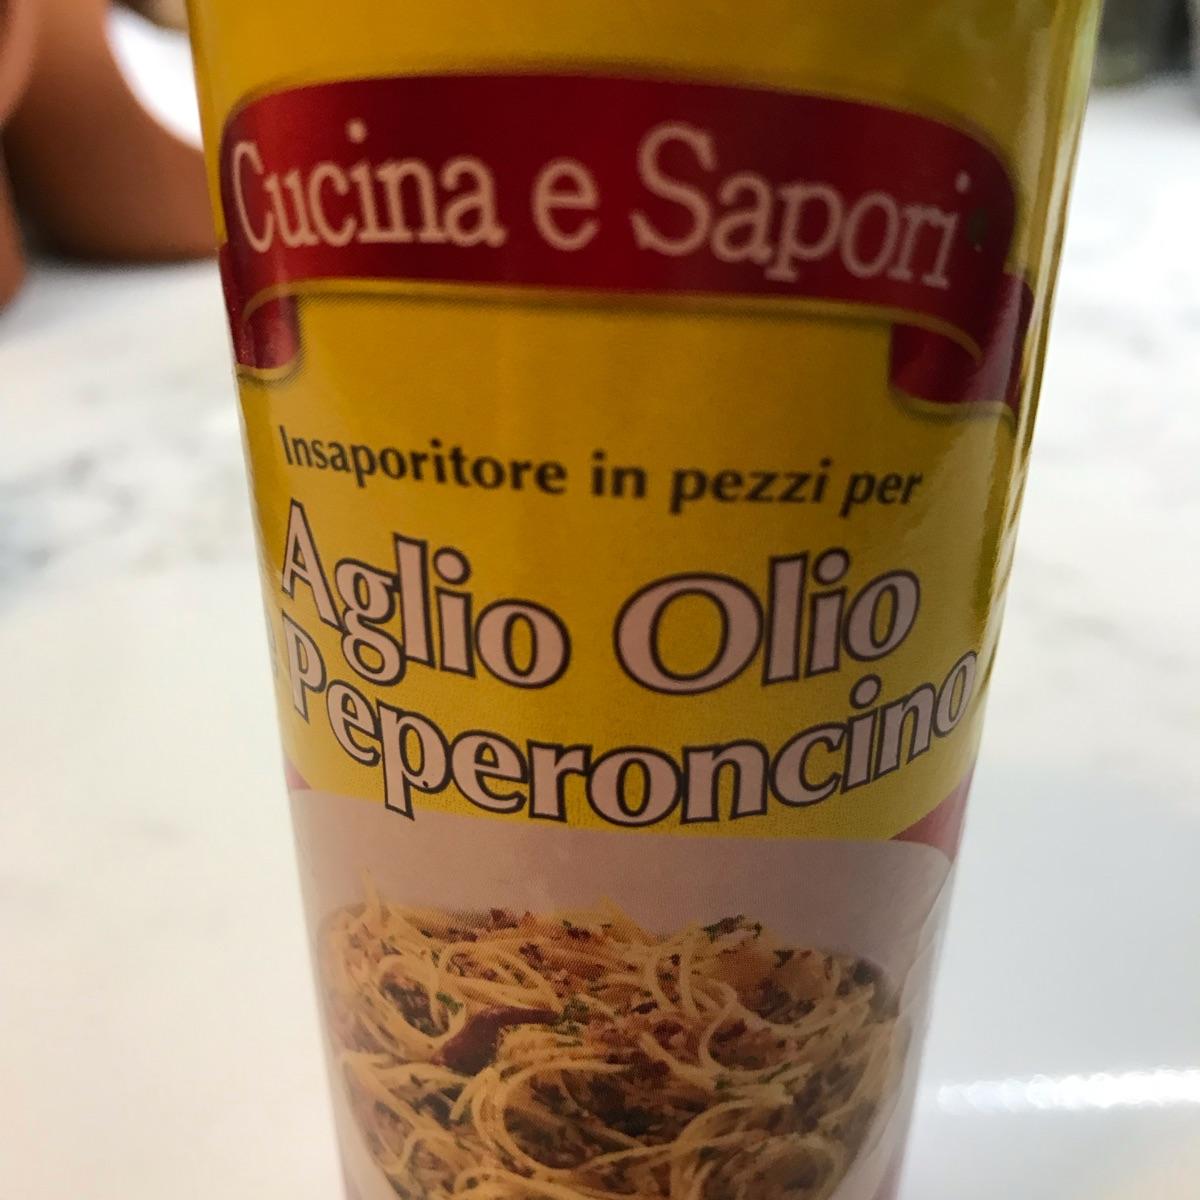 Cucina e Sapori
Insaporitore in pezzi per
Aglio Olio
e Peperoncino